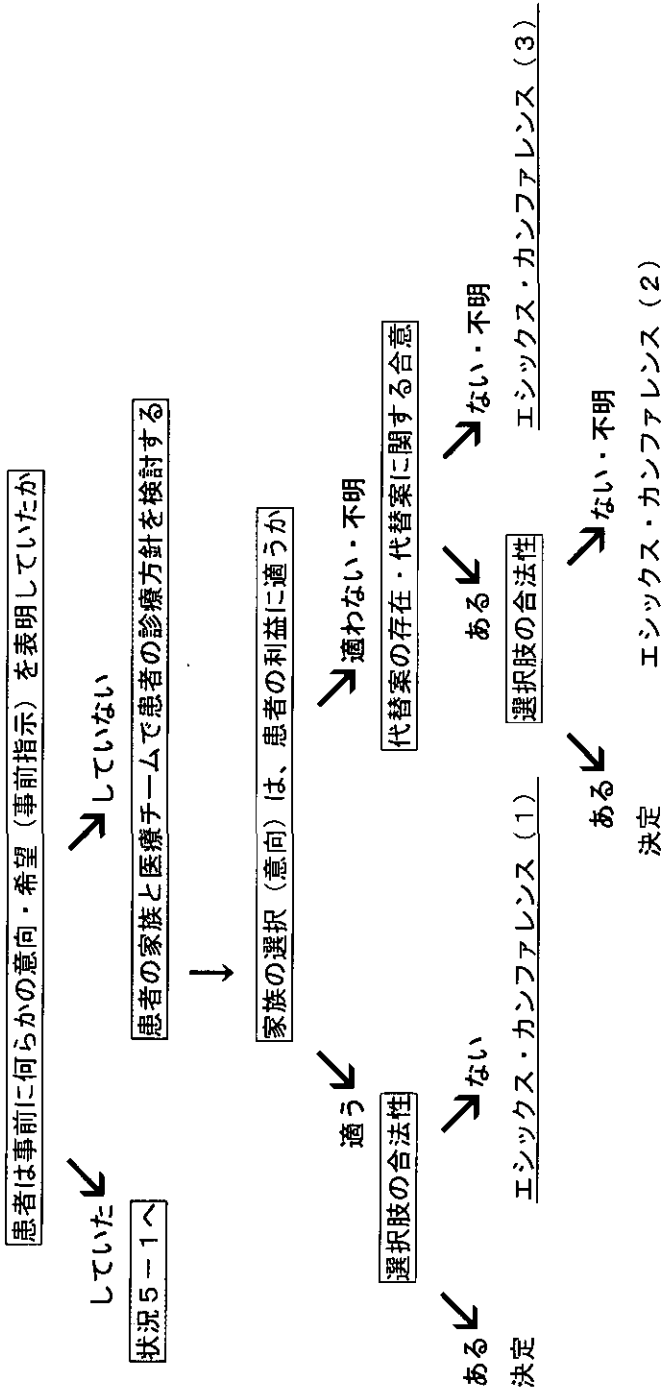 患者は事前に何らかの意向・希望（事前指示）を表明していたか
していた
していない
状況５－１へ
患者の家族と医療チームで患者の診療方針を検討する
家族の選択（意向）は、患者の利益に適うか
適う
適わない・不明
選択肢の合法性
代替案の存在・代替案に関する合意
ある
ない
ある
ない・不明
決定
エシックス・カンファレンス（１）
選択肢の合法性
エシックス・カンファレンス（３）
ある
ない・不明
決定
エシックス・カンファレンス（２）